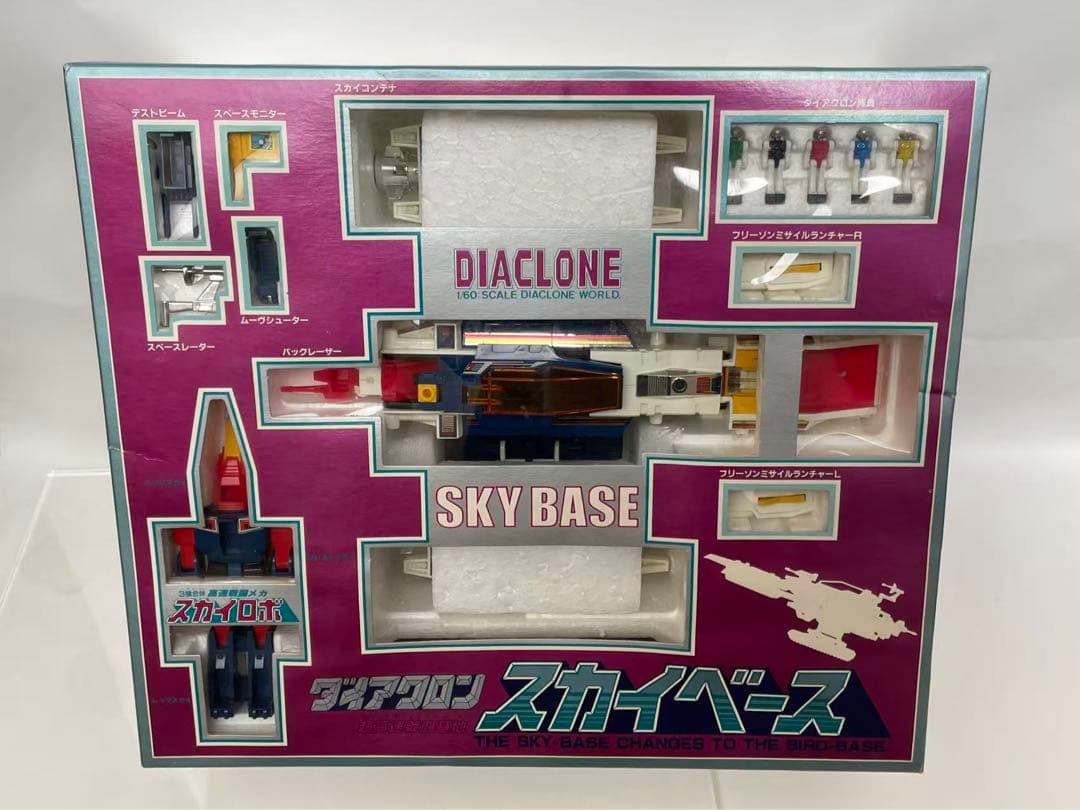 スカイコンテナ
テストビーム
スペースモニター
ダイアクロン隊員
DIACLONE
1/60:SCALE DIACLONE WORLD.
フリーゾンミサイルランチャーR
ムーヴシューター
スペースレーター
バックレーザー
フリーゾンミサイルランチャーL
SKY BASE
3機合体 高速戦闘メカ
スカイロボ
ダイアクロン
スカイベース
THE SKY-BASE CHANGES TO THE BIRD-BASE